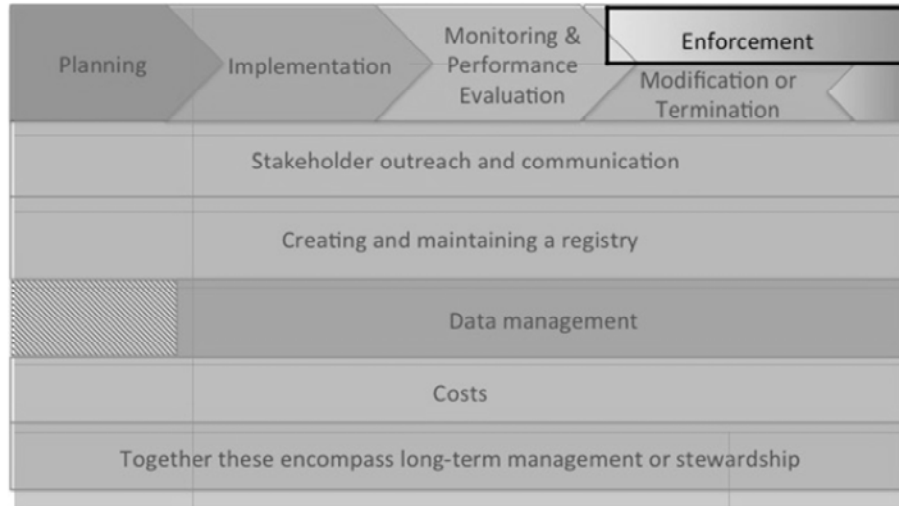 Planning
Implementation
Monitoring &
Performance
Evaluation
Enforcement
Modification or
Termination
Stakeholder outreach and communication
Creating and maintaining a registry
Data management
Costs
Together these encompass long-term management or stewardship